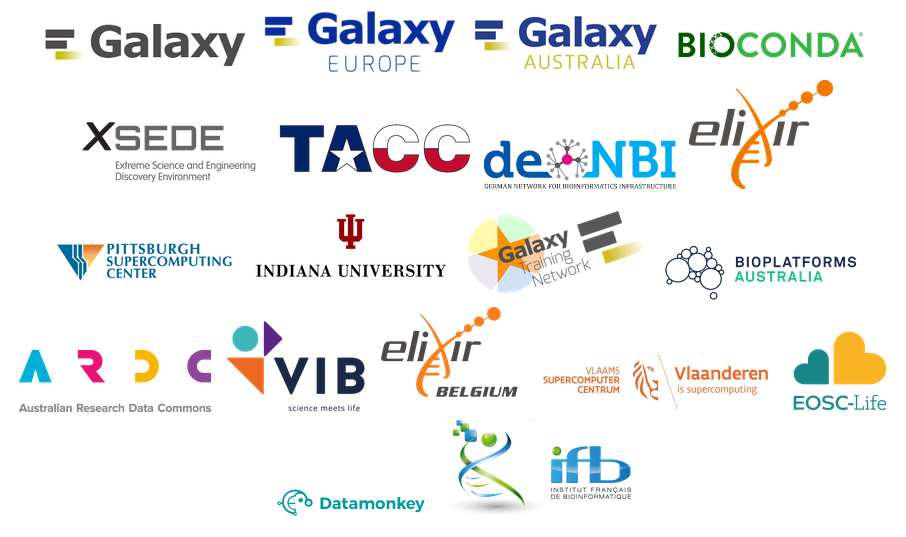 Galaxy
Galaxy
EUROPE
Galaxy
AUSTRALIA
BIOCONDA®
XSEDE
Extreme Science and Engineering
Discovery Environment
TACC
de NBI
GERMAN NETWORK FOR BIOINFORMATICS INFRASTRUCTURE
elixir
PITTSBURGH
SUPERCOMPUTING
CENTER
INDIANA UNIVERSITY
Galaxy
Training
Network
BIOPLATFORMS
AUSTRALIA
ARDC
Australian Research Data Commons
VIB
science meets life
elixir
BELGIUM
VLAAMS
SUPERCOMPUTER
CENTRUM
Vlaanderen
is supercomputing
EOSC-Life
Datamonkey
ifb
INSTITUT FRANÇAIS
DE BIOINFORMATIQUE